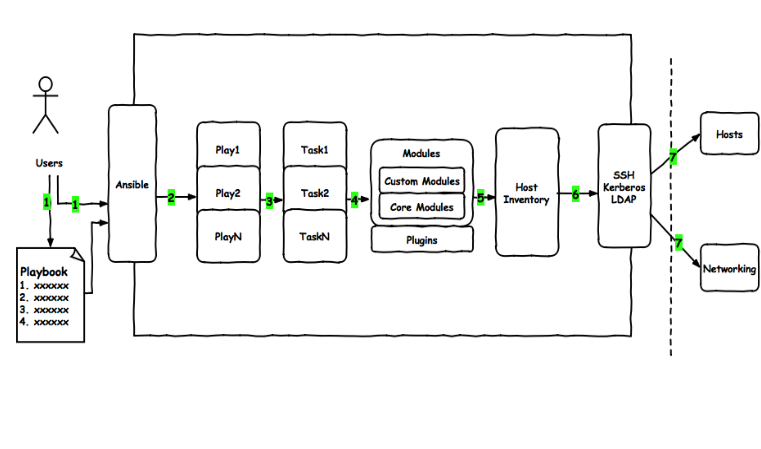 Users
1
1
Playbook
1. xxxxxx
2. xxxxxx
3. xxxxxx
4. xxxxxx
Ansible
2
Play1
Play2
PlayN
3
Task1
Task2
TaskN
4
Modules
Custom Modules
Core Modules
Plugins
5
Host
Inventory
6
SSH
Kerberos
LDAP
7
7
Hosts
Networking